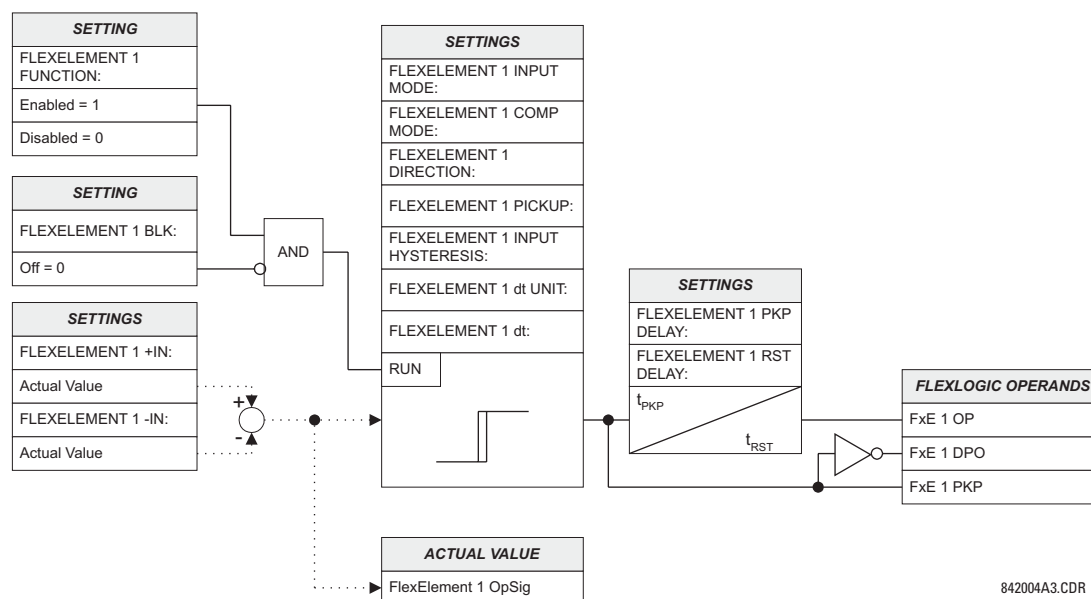 SETTING
FLEXELEMENT 1
FUNCTION:
Enabled = 1
Disabled = 0
SETTING
FLEXELEMENT 1 BLK:
Off = 0
SETTINGS
FLEXELEMENT 1 +IN:
Actual Value
FLEXELEMENT 1 -IN:
Actual Value
AND
+
-
SETTINGS
FLEXELEMENT 1 INPUT
MODE:
FLEXELEMENT 1 COMP
MODE:
FLEXELEMENT 1
DIRECTION:
FLEXELEMENT 1 PICKUP:
FLEXELEMENT 1 INPUT
HYSTERESIS:
FLEXELEMENT 1 dt UNIT:
FLEXELEMENT 1 dt:
RUN
ACTUAL VALUE
FlexElement 1 OpSig
SETTINGS
FLEXELEMENT 1 PKP
DELAY:
FLEXELEMENT 1 RST
DELAY:
tPKP
tRST
FLEXLOGIC OPERANDS
FxE 1 OP
FxE 1 DPO
FxE 1 PKP
842004A3.CDR